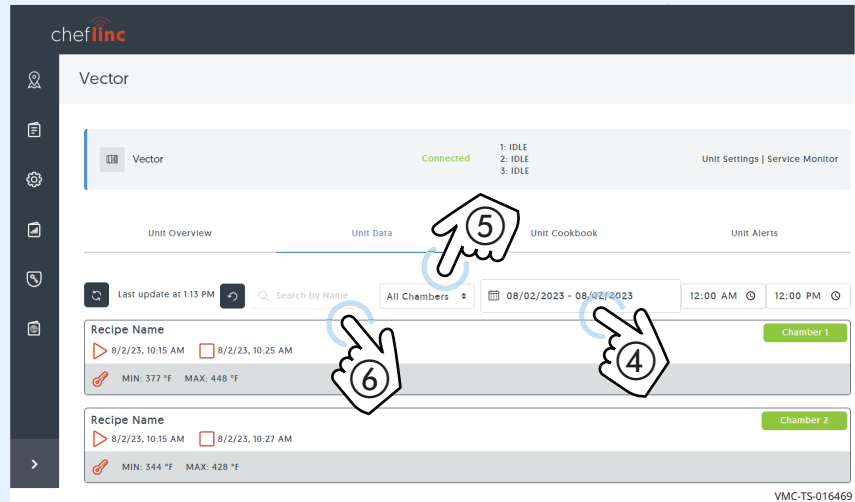 cheflinc
Vector
Vector
Connected
1: IDLE
2: IDLE
3: IDLE
Unit Settings | Service Monitor
Unit Overview
Unit Data
Unit Cookbook
Unit Alerts
Last update at 1:13 PM
Search by Name
All Chambers
08/02/2023 - 08/02/2023
12:00 AM
12:00 PM
5
4
6
Recipe Name
Chamber 1
8/2/23, 10:15 AM 8/2/23, 10:25 AM
MIN: 377 °F MAX: 448 °F
Recipe Name
Chamber 2
8/2/23, 10:15 AM 8/2/23, 10:27 AM
MIN: 344 °F MAX: 428 °F
VMC-TS-016469